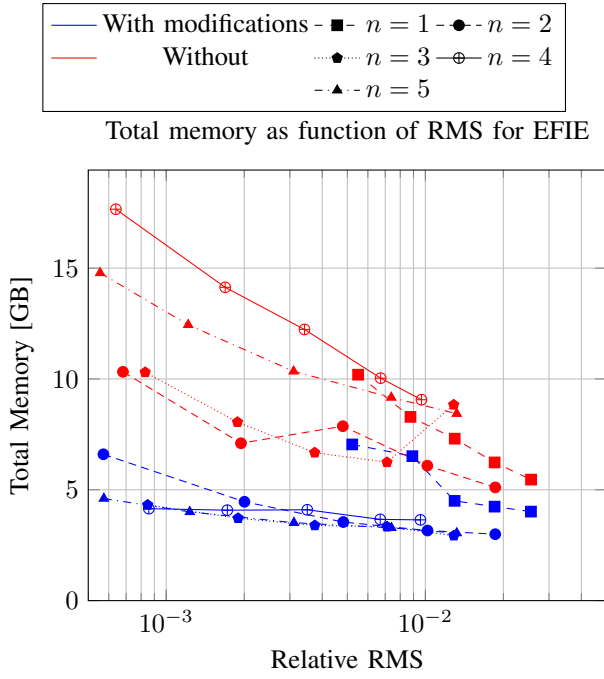 With modifications n = 1 n = 2
Without n = 3 n = 4
n = 5
Total memory as function of RMS for EFIE
15
10
5
0
Total Memory [GB]
10^{-3} 10^{-2}
Relative RMS